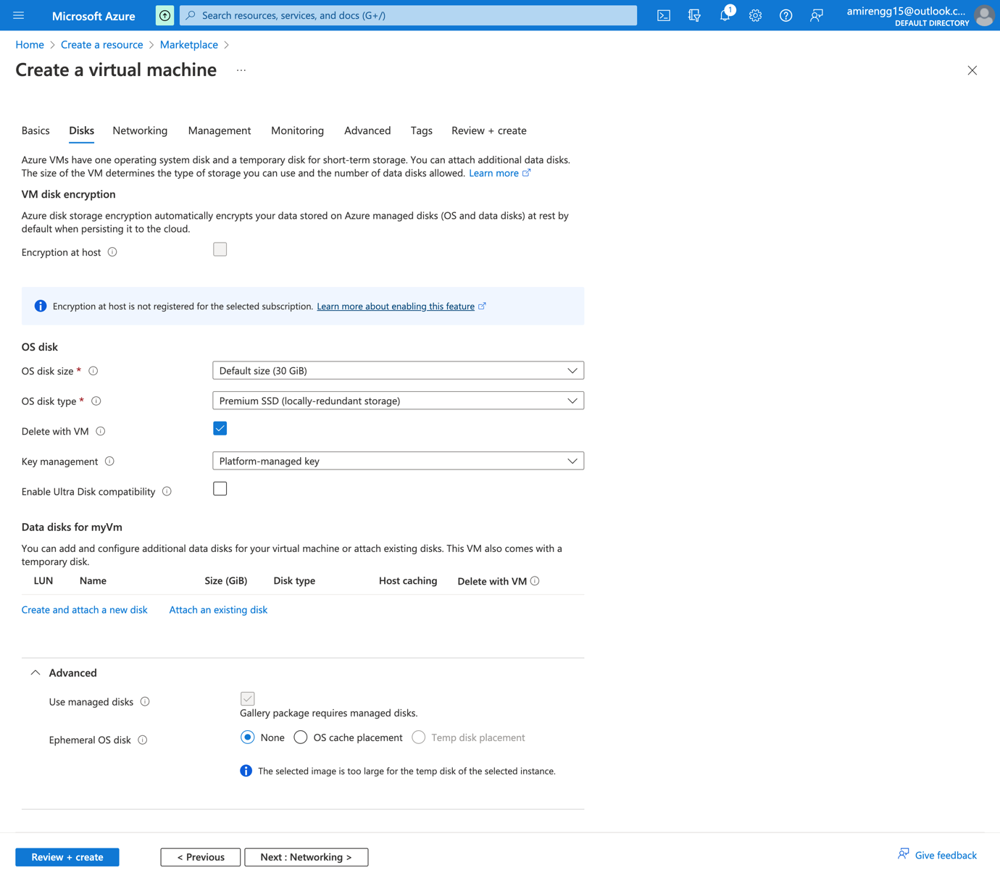 Microsoft Azure
Search resources, services, and docs (G+/)
1
amirengg15@outlook.c...
DEFAULT DIRECTORY
Home > Create a resource > Marketplace >
Create a virtual machine ...
Basics Disks Networking Management Monitoring Advanced Tags Review + create
Azure VMs have one operating system disk and a temporary disk for short-term storage. You can attach additional data disks.
The size of the VM determines the type of storage you can use and the number of data disks allowed. Learn more
VM disk encryption
Azure disk storage encryption automatically encrypts your data stored on Azure managed disks (OS and data disks) at rest by
default when persisting it to the cloud.
Encryption at host
Encryption at host is not registered for the selected subscription. Learn more about enabling this feature
OS disk
OS disk size * Default size (30 GiB)
OS disk type * Premium SSD (locally-redundant storage)
Delete with VM
Key management Platform-managed key
Enable Ultra Disk compatibility
Data disks for myVm
You can add and configure additional data disks for your virtual machine or attach existing disks. This VM also comes with a
temporary disk.
LUN Name Size (GiB) Disk type Host caching Delete with VM
Create and attach a new disk Attach an existing disk
Advanced
Use managed disks
Gallery package requires managed disks.
Ephemeral OS disk None OS cache placement Temp disk placement
The selected image is too large for the temp disk of the selected instance.
Review + create < Previous Next : Networking > Give feedback